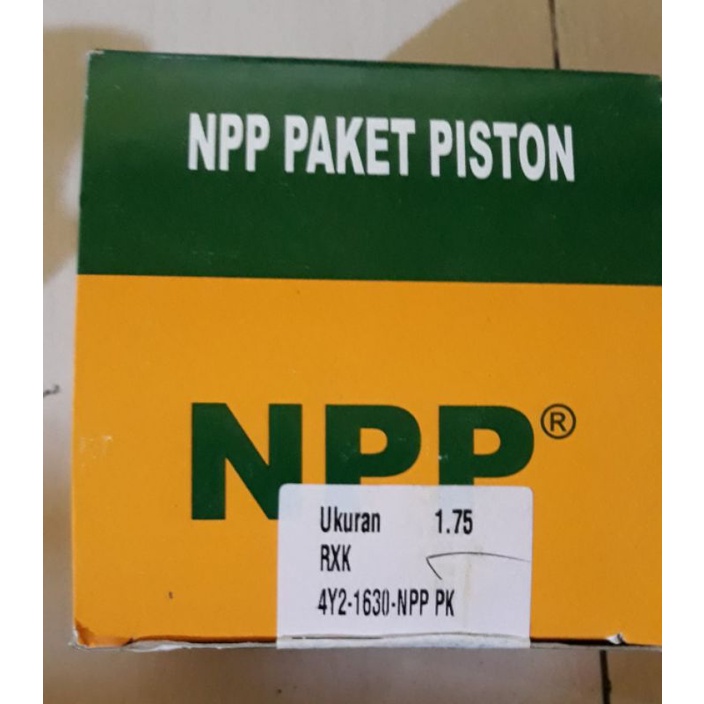 NPP PAKET PISTON
NPP®
Ukuran 1.75
RXK
4Y2-1630-NPP PK